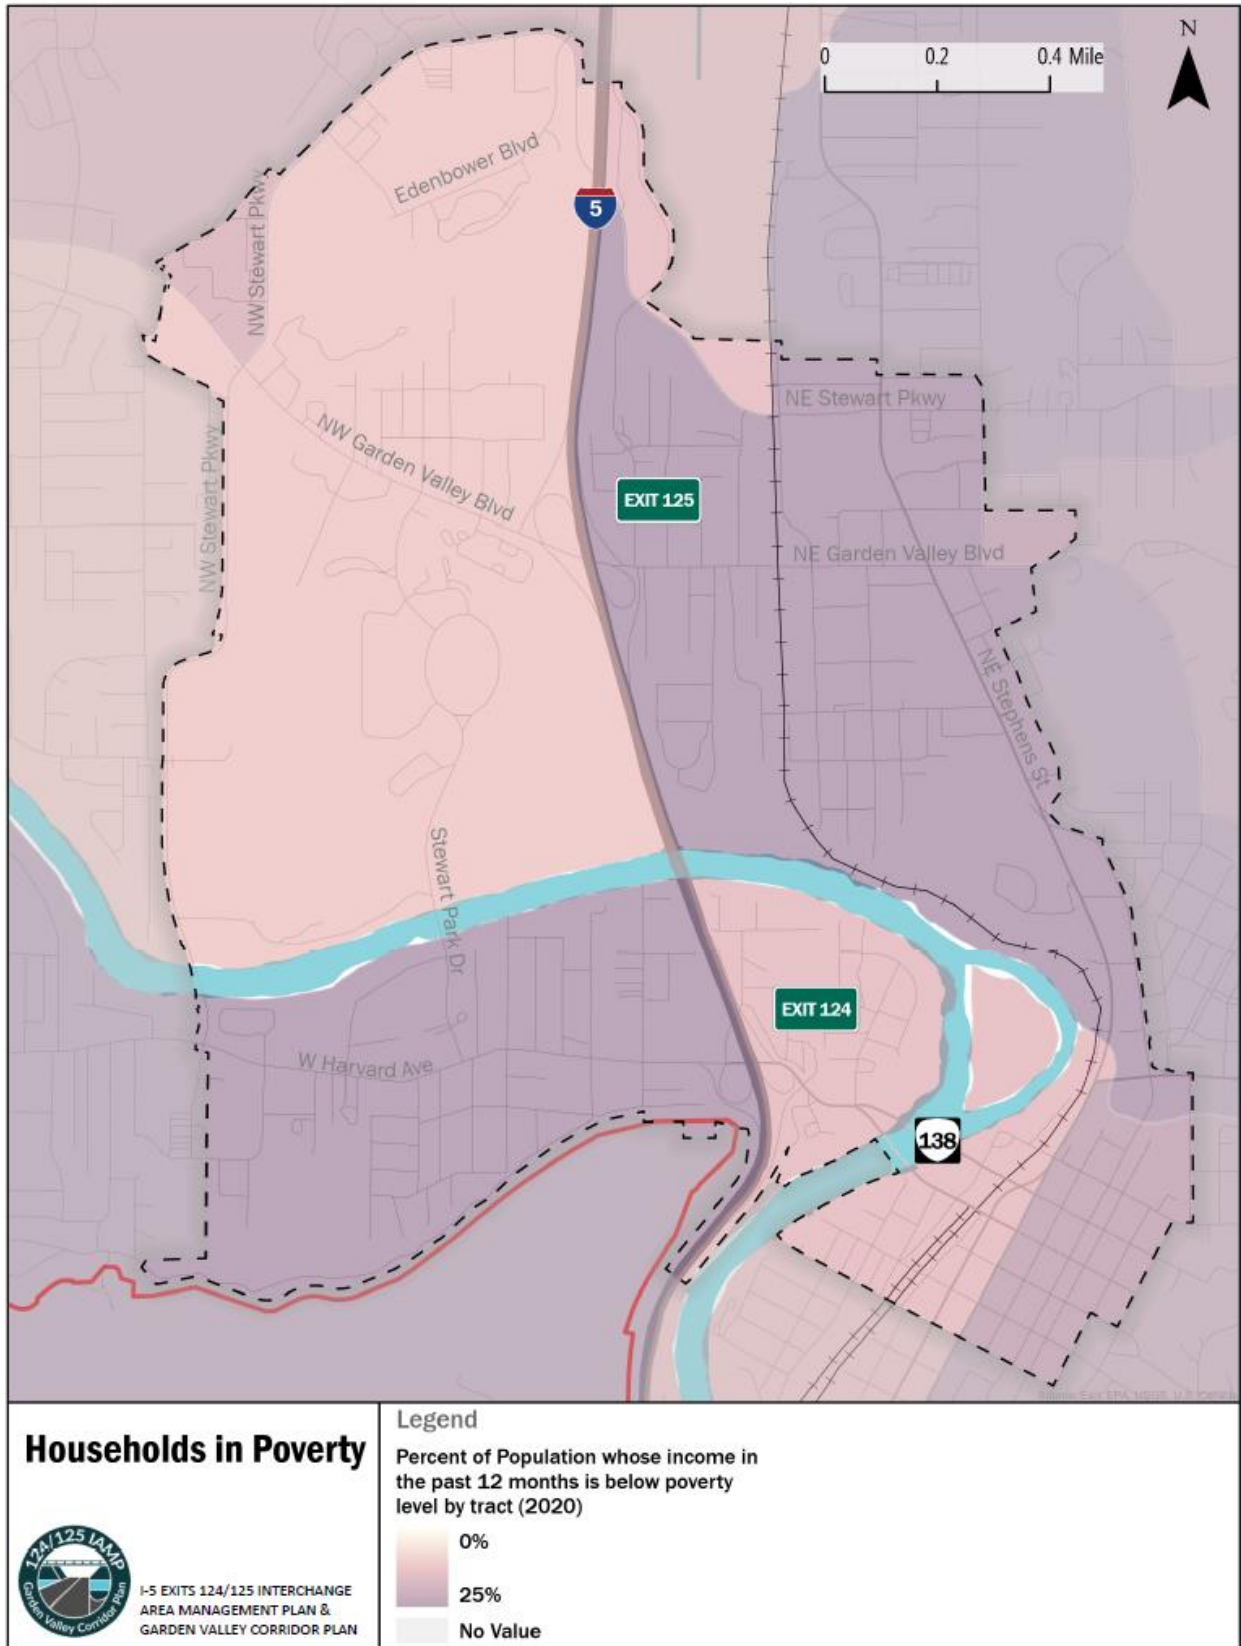 N
0 0.2 0.4 Mile
Edenbower Blvd
5
NW Stewart Pkwy
NW Garden Valley Blvd
NE Stewart Pkwy
EXIT 125
NW Stewart Pkwy
NE Garden Valley Blvd
NE Stephens St
Stewart Park Dr
EXIT 124
W Harvard Ave
138
Households in Poverty
124/125 IAMP
Garden Valley Corridor Plan
I-5 EXITS 124/125 INTERCHANGE
AREA MANAGEMENT PLAN &
GARDEN VALLEY CORRIDOR PLAN
Legend
Percent of Population whose income in
the past 12 months is below poverty
level by tract (2020)
0%
25%
No Value